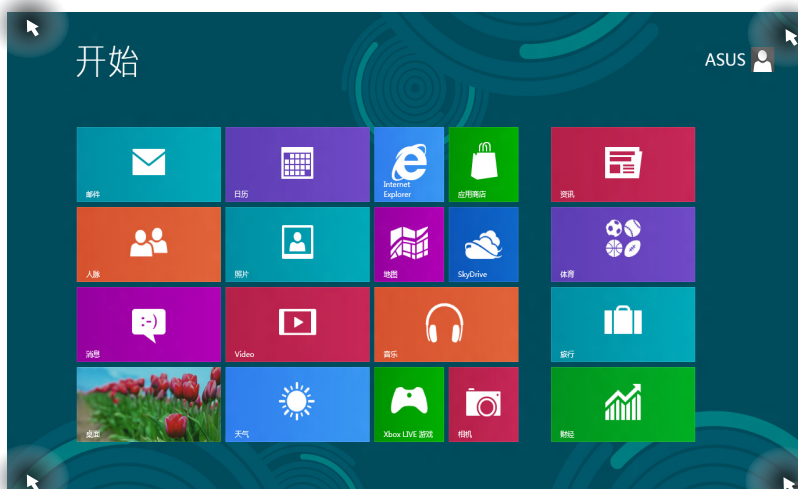 开始
ASUS
邮件
日历
Internet
Explorer
应用商店
资讯
人脉
照片
地图
SkyDrive
体育
消息
Video
音乐
旅行
桌面
天气
Xbox LIVE 游戏
相机
财经